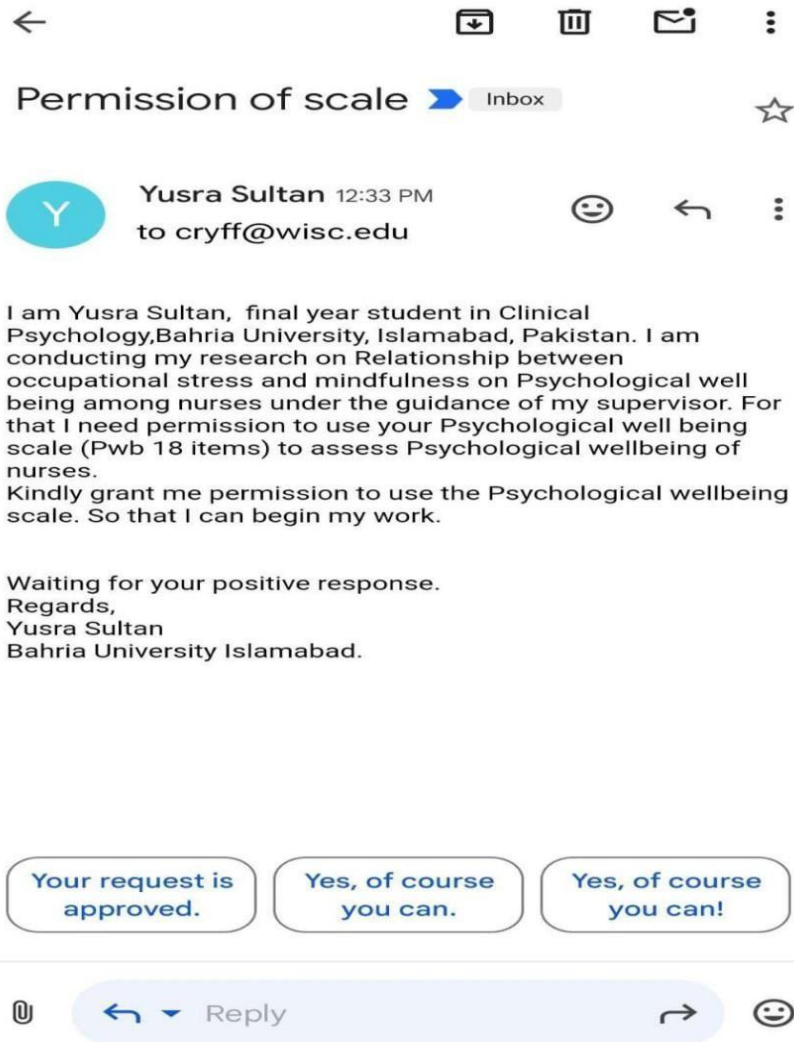 Permission of scale Inbox
Y
Yusra Sultan 12:33 PM
to cryff@wisc.edu
I am Yusra Sultan, final year student in Clinical
Psychology,Bahria University, Islamabad, Pakistan. I am
conducting my research on Relationship between
occupational stress and mindfulness on Psychological well
being among nurses under the guidance of my supervisor. For
that I need permission to use your Psychological well being
scale (Pwb 18 items) to assess Psychological wellbeing of
nurses.
Kindly grant me permission to use the Psychological wellbeing
scale. So that I can begin my work.
Waiting for your positive response.
Regards,
Yusra Sultan
Bahria University Islamabad.
Your request is
approved.
Yes, of course
you can.
Yes, of course
you can!
Reply